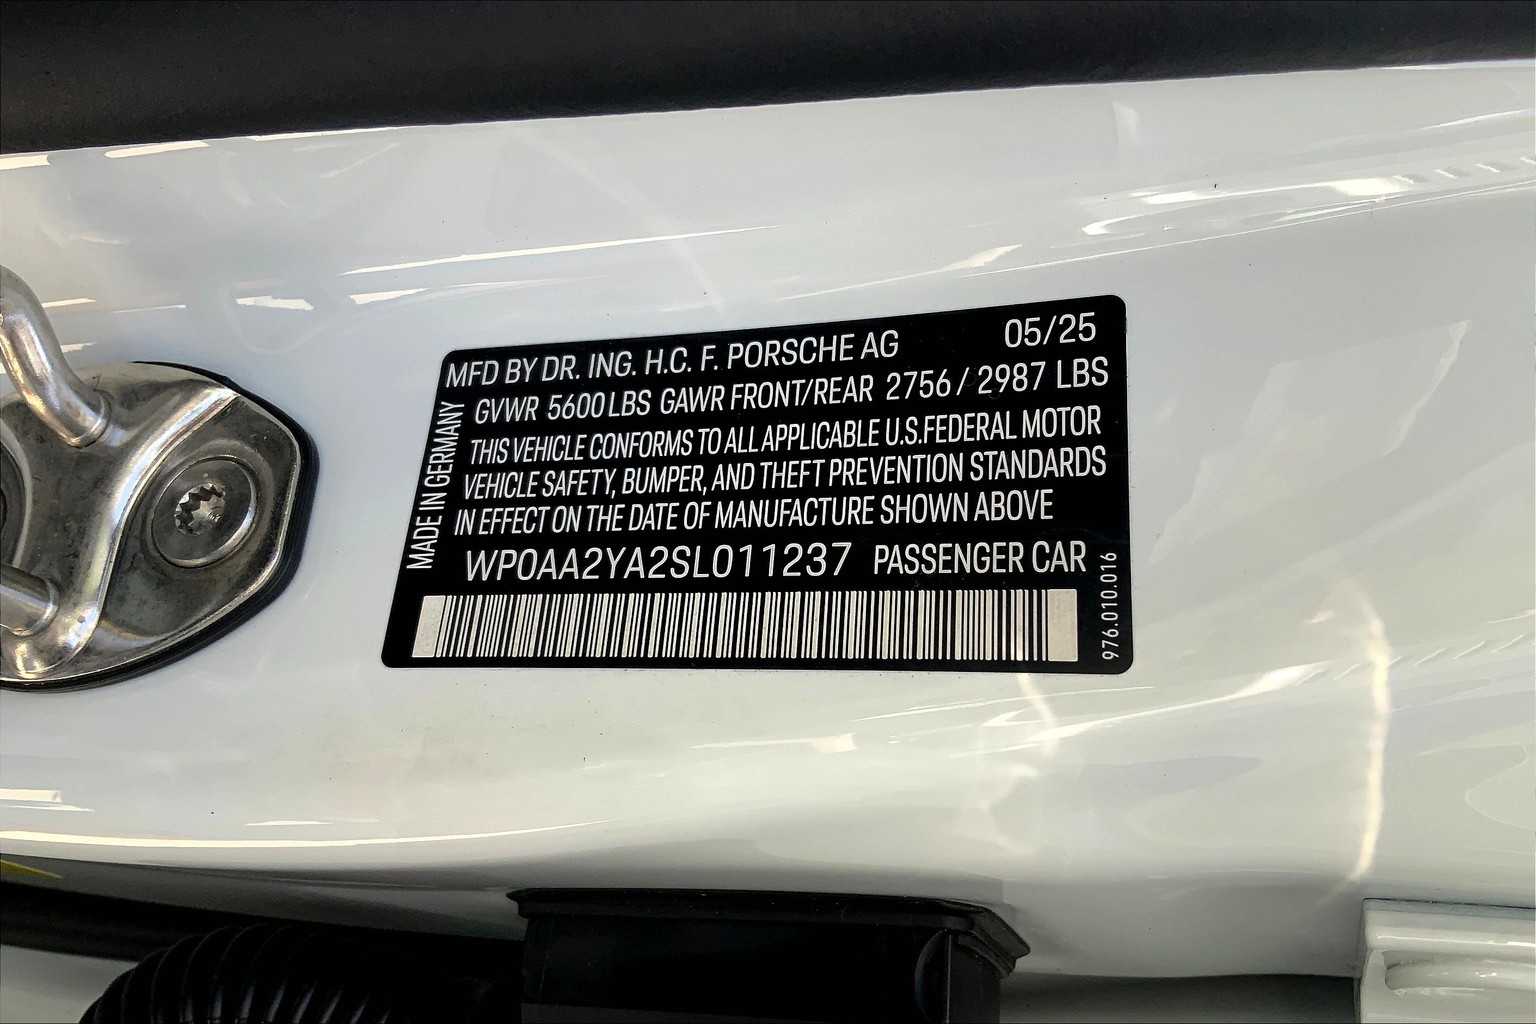 MFD BY DR. ING. H.C. F. PORSCHE AG 05/25
GVWR 5600 LBS GAWR FRONT/REAR 2756 / 2987 LBS
THIS VEHICLE CONFORMS TO ALL APPLICABLE U.S.FEDERAL MOTOR
VEHICLE SAFETY, BUMPER, AND THEFT PREVENTION STANDARDS
IN EFFECT ON THE DATE OF MANUFACTURE SHOWN ABOVE
WP0AA2YA2SL011237 PASSENGER CAR
MADE IN GERMANY
976.010.016